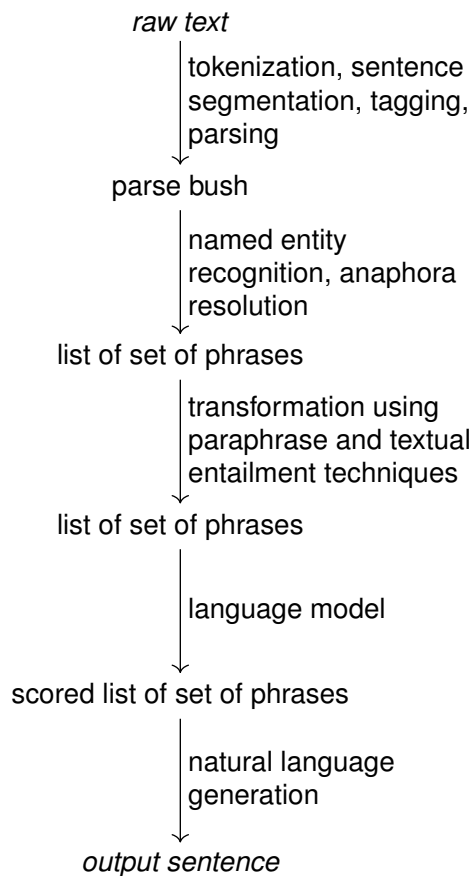 raw text
tokenization, sentence
segmentation, tagging,
parsing
parse bush
named entity
recognition, anaphora
resolution
list of set of phrases
transformation using
paraphrase and textual
entailment techniques
list of set of phrases
language model
scored list of set of phrases
natural language
generation
output sentence